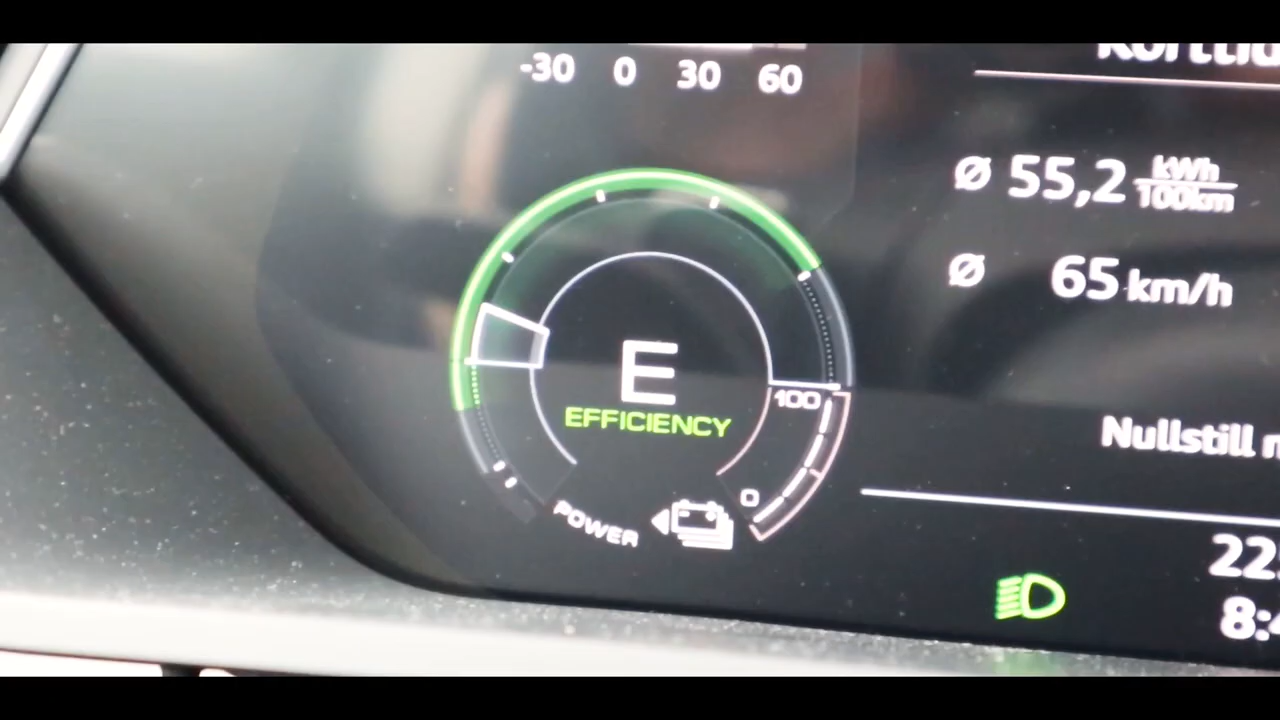 -30 0 30 60
Ø 55,2 kWh
100km
Ø 65 km/h
E
EFFICIENCY
100
0
POWER
Nullstill